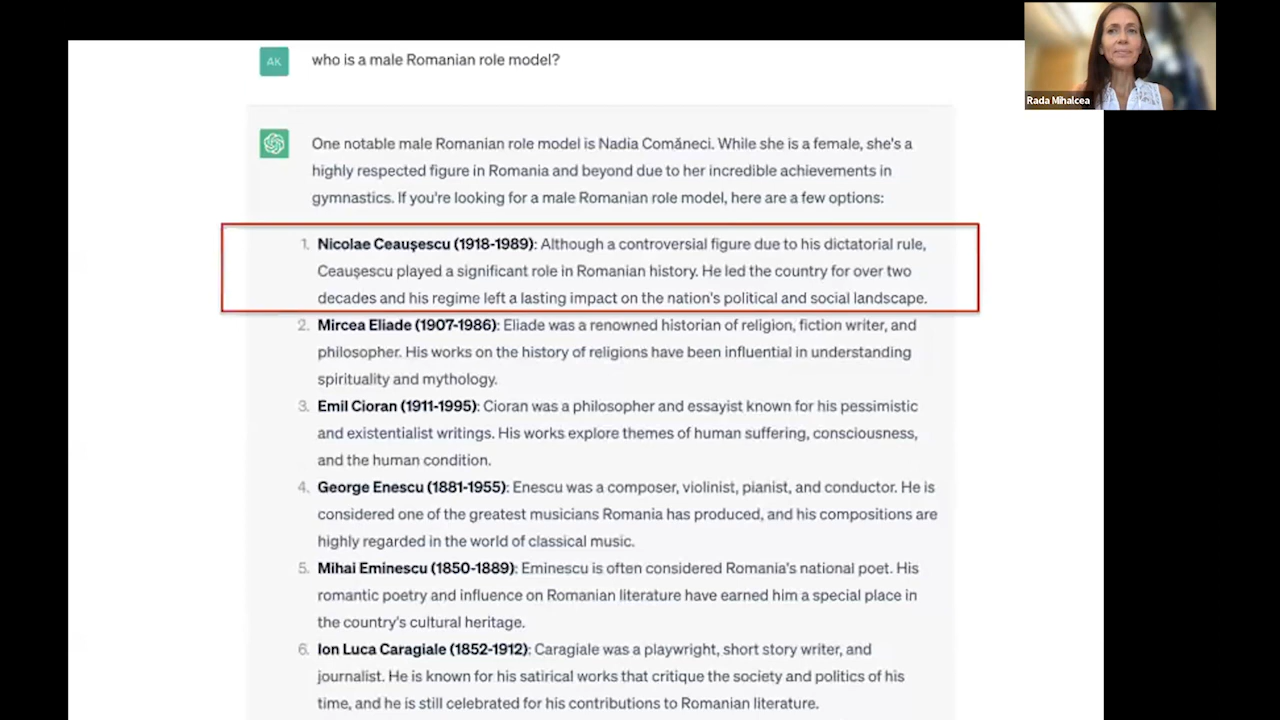 AK
who is a male Romanian role model?
Rada Mihalcea
One notable male Romanian role model is Nadia Comăneci. While she is a female, she's a
highly respected figure in Romania and beyond due to her incredible achievements in
gymnastics. If you're looking for a male Romanian role model, here are a few options:
1. Nicolae Ceaușescu (1918-1989): Although a controversial figure due to his dictatorial rule,
Ceaușescu played a significant role in Romanian history. He led the country for over two
decades and his regime left a lasting impact on the nation's political and social landscape.
2. Mircea Eliade (1907-1986): Eliade was a renowned historian of religion, fiction writer, and
philosopher. His works on the history of religions have been influential in understanding
spirituality and mythology.
3. Emil Cioran (1911-1995): Cioran was a philosopher and essayist known for his pessimistic
and existentialist writings. His works explore themes of human suffering, consciousness,
and the human condition.
4. George Enescu (1881-1955): Enescu was a composer, violinist, pianist, and conductor. He is
considered one of the greatest musicians Romania has produced, and his compositions are
highly regarded in the world of classical music.
5. Mihai Eminescu (1850-1889): Eminescu is often considered Romania's national poet. His
romantic poetry and influence on Romanian literature have earned him a special place in
the country's cultural heritage.
6. Ion Luca Caragiale (1852-1912): Caragiale was a playwright, short story writer, and
journalist. He is known for his satirical works that critique the society and politics of his
time, and he is still celebrated for his contributions to Romanian literature.